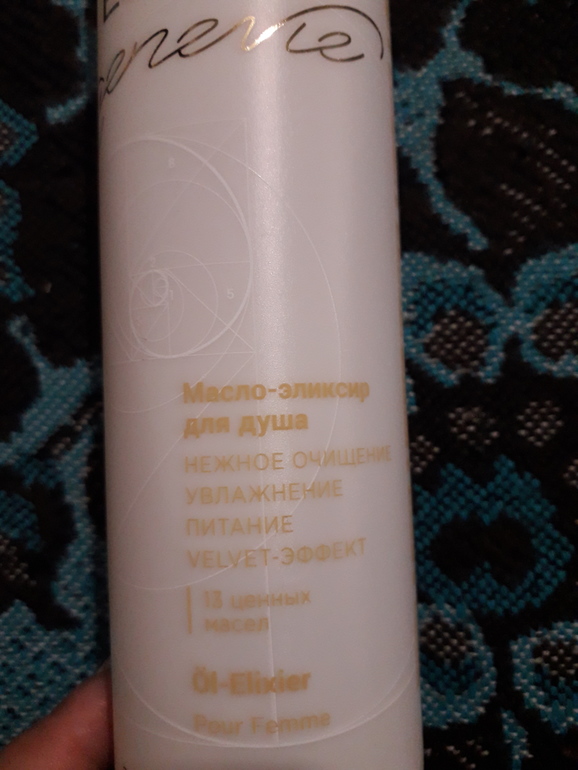 Масло-эликсир
для душа
НЕЖНОЕ ОЧИЩЕНИЕ
УВЛАЖНЕНИЕ
ПИТАНИЕ
VELVET-ЭФФЕКТ
13 ценных
масел
Öl-Elixier
Pour Femme